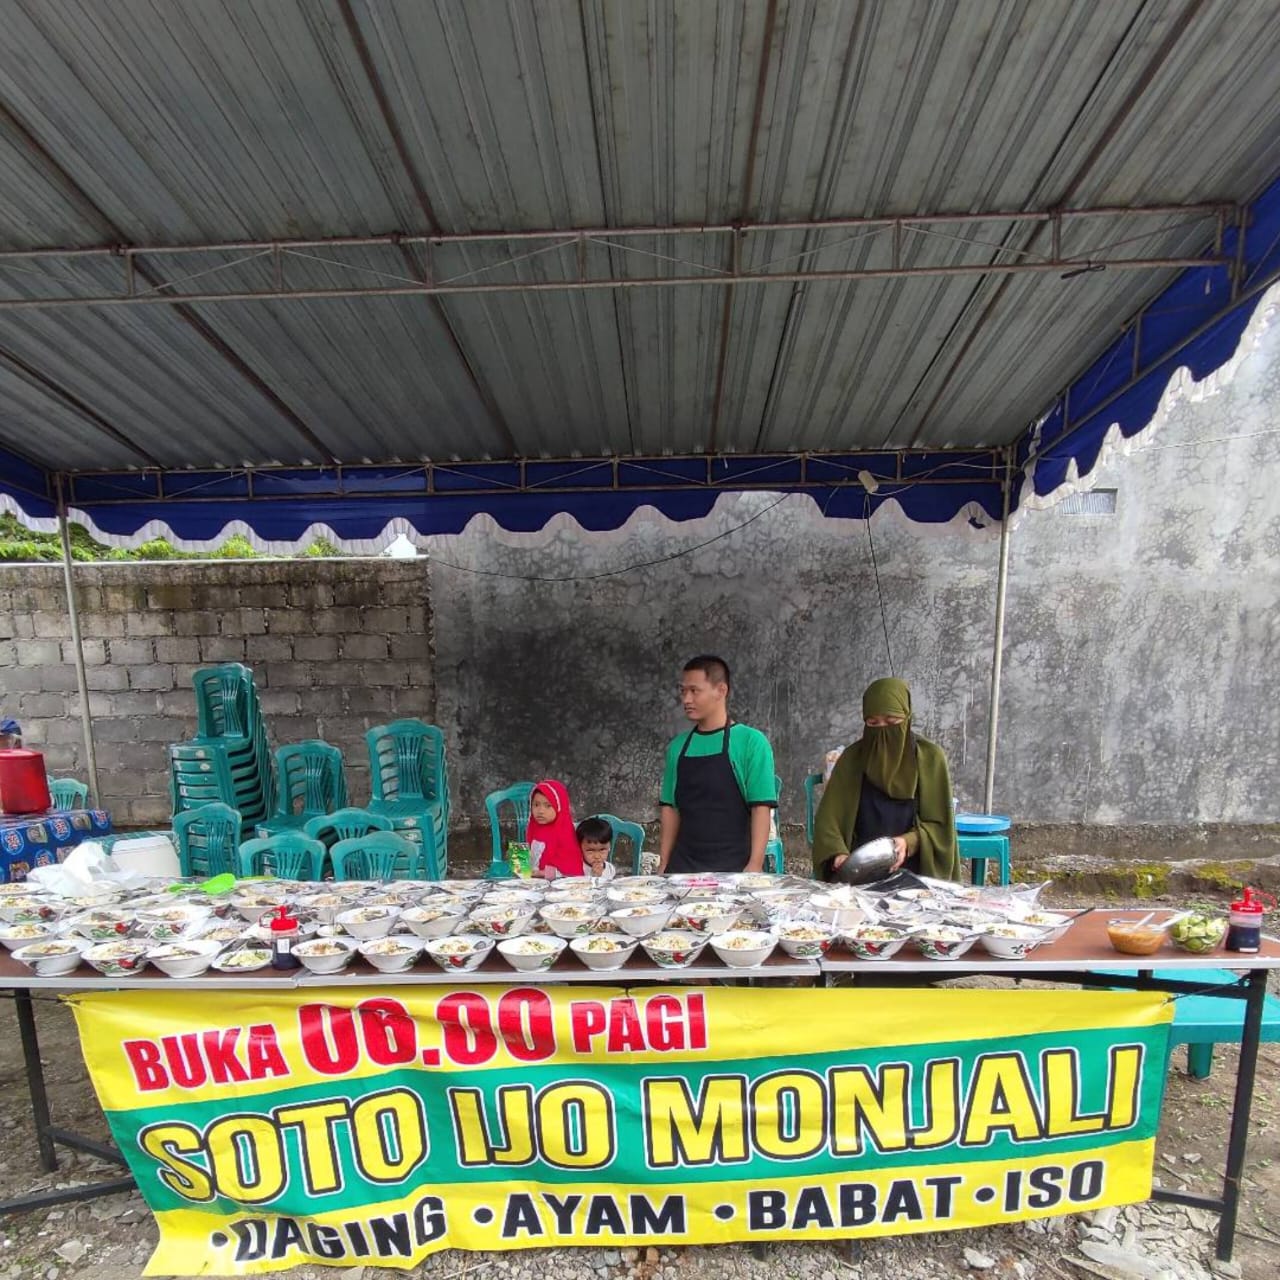 BUKA 06.00 PAGI
SOTO IJO MONJALI
•DAGING •AYAM •BABAT •ISO